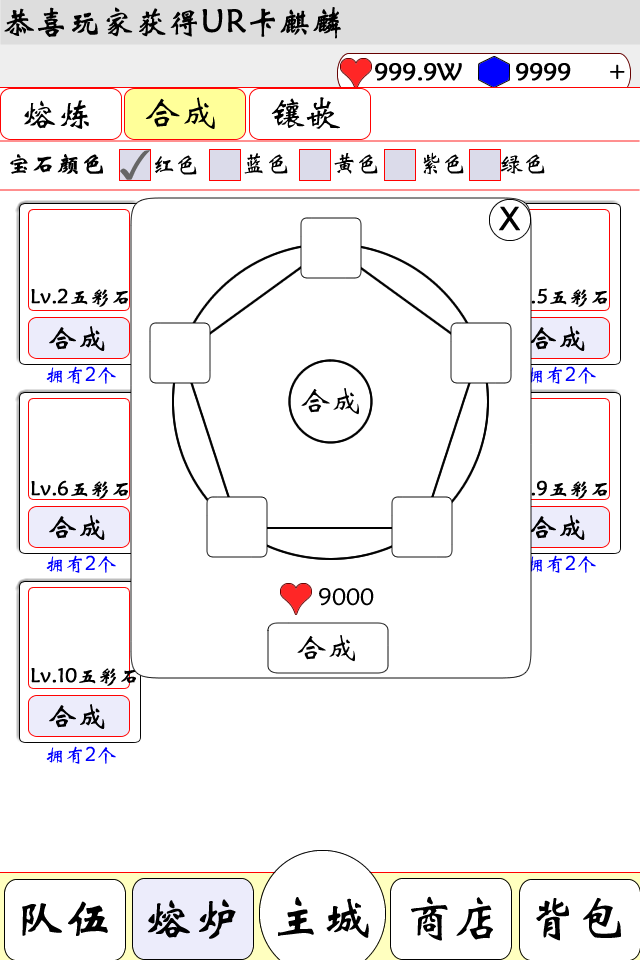 恭喜玩家获得UR卡麒麟
999.9W 9999 +
熔炼 合成 镶嵌
宝石颜色 红色 蓝色 黄色 紫色 绿色
X
Lv.2五彩石 .5五彩石
合成 合成
拥有2个 拥有2个
合成
Lv.6五彩石 .9五彩石
合成 合成
拥有2个 拥有2个
9000
合成
Lv.10五彩石
合成
拥有2个
队伍 熔炉 主城 商店 背包